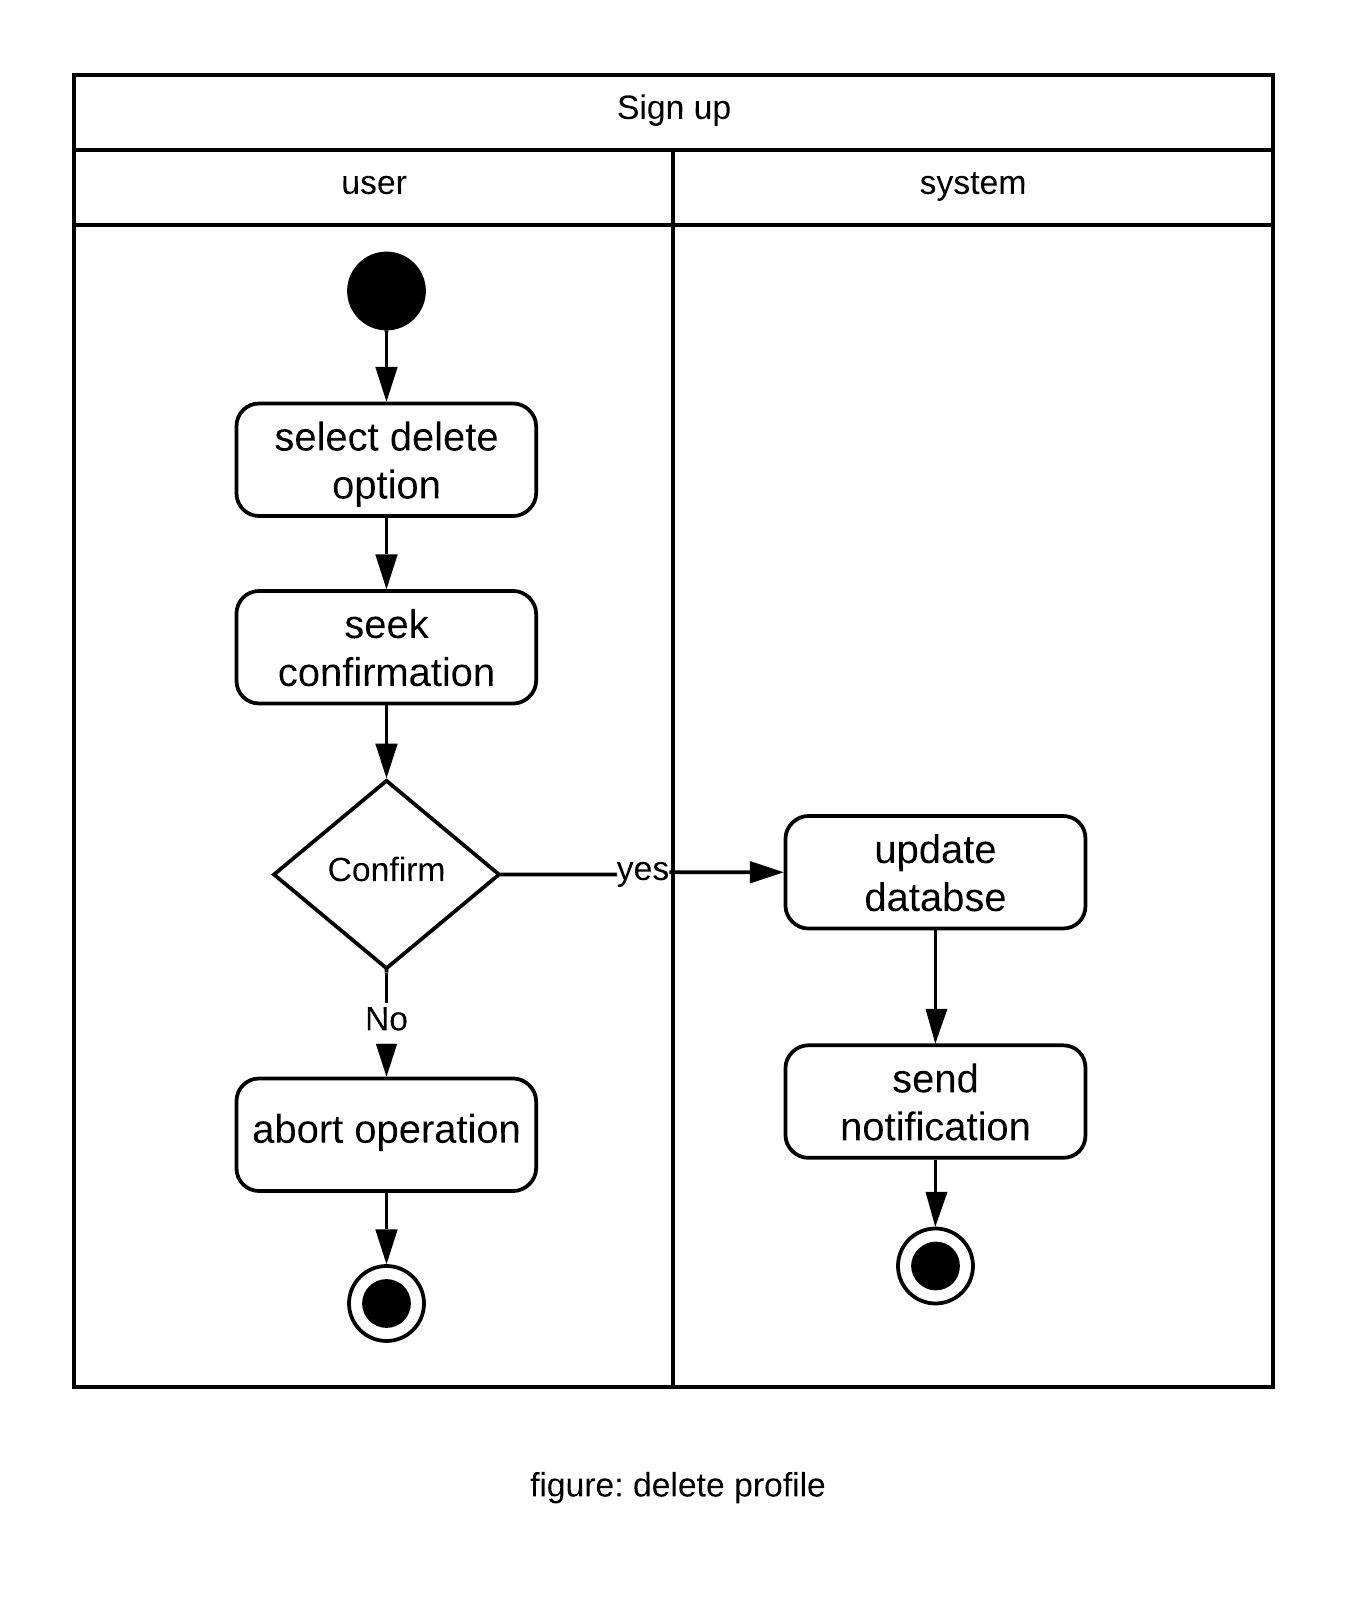 Sign up
user
system
select delete
option
seek
confirmation
Confirm
yes
update
databse
No
send
notification
abort operation
figure: delete profile